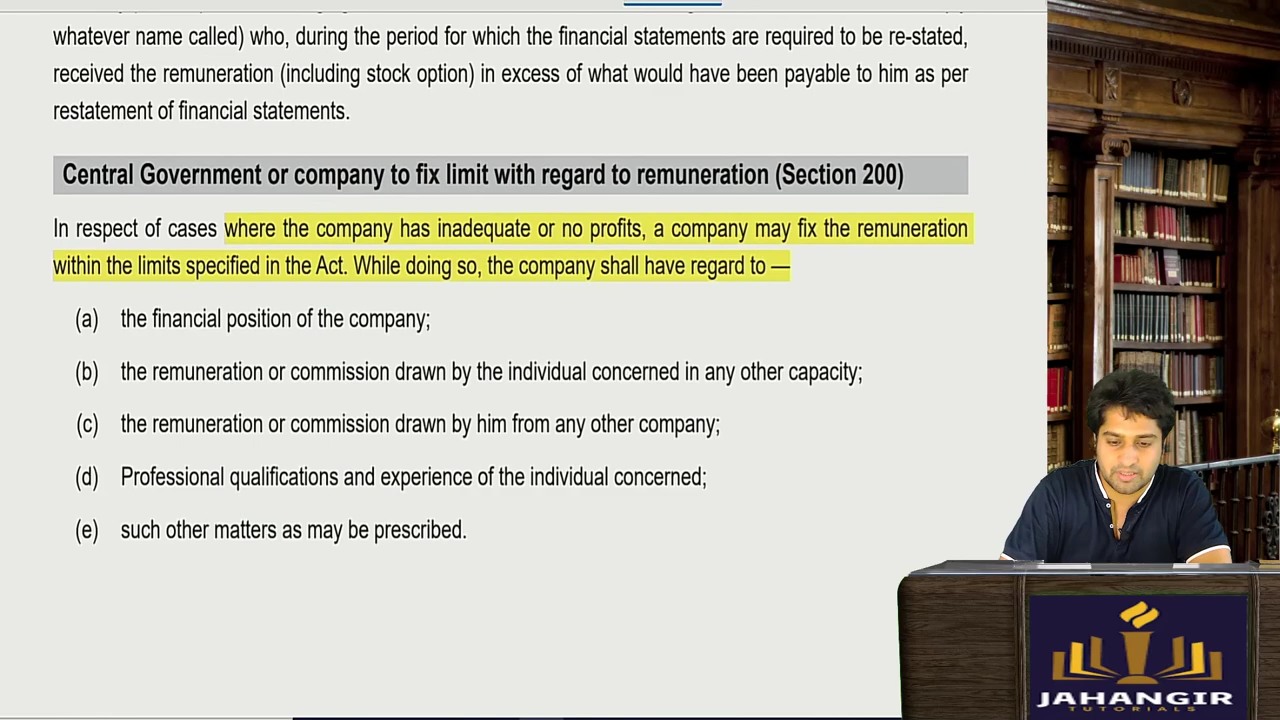 whatever name called) who, during the period for which the financial statements are required to be re-stated,
received the remuneration (including stock option) in excess of what would have been payable to him as per
restatement of financial statements.
Central Government or company to fix limit with regard to remuneration (Section 200)
In respect of cases where the company has inadequate or no profits, a company may fix the remuneration
within the limits specified in the Act. While doing so, the company shall have regard to —
(a) the financial position of the company;
(b) the remuneration or commission drawn by the individual concerned in any other capacity;
(c) the remuneration or commission drawn by him from any other company;
(d) Professional qualifications and experience of the individual concerned;
(e) such other matters as may be prescribed.
JAHANGIR
TUTORIALS